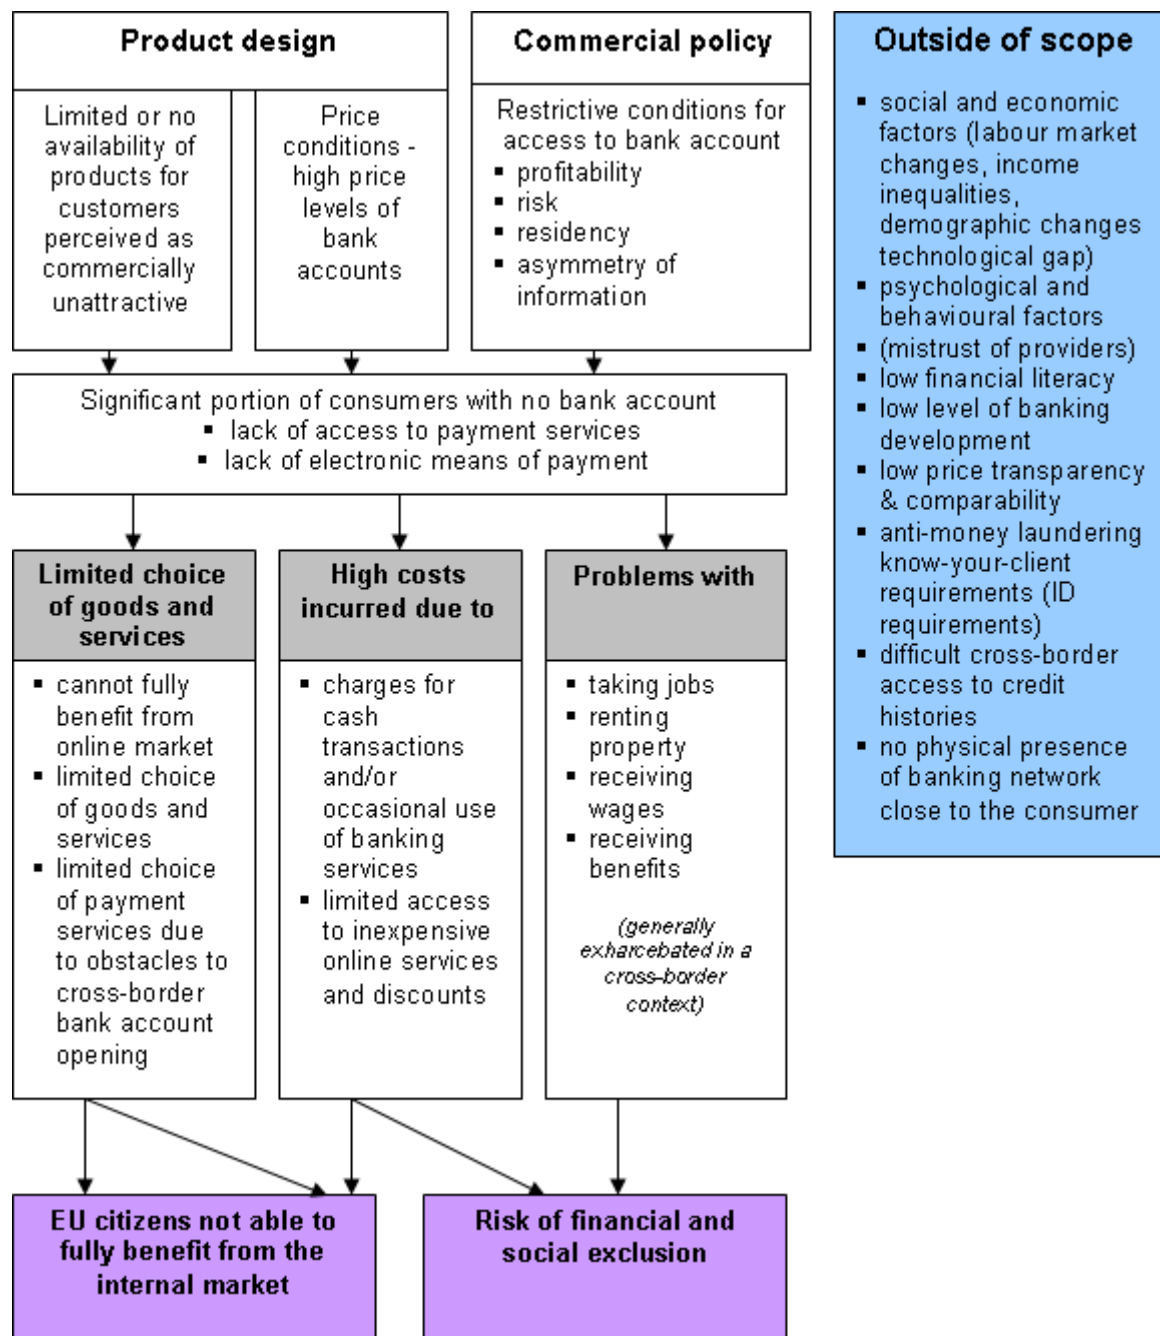 Product design
Limited or no
availability of
products for
customers
perceived as
commercially
unattractive
Price
conditions -
high price
levels of
bank
accounts
Commercial policy
Restrictive conditions for
access to bank account
▪ profitability
▪ risk
▪ residency
▪ asymmetry of
information
Significant portion of consumers with no bank account
▪ lack of access to payment services
▪ lack of electronic means of payment
Limited choice
of goods and
services
▪ cannot fully
benefit from
online market
▪ limited choice
of goods and
services
▪ limited choice
of payment
services due
to obstacles to
cross-border
bank account
opening
High costs
incurred due to
▪ charges for
cash
transactions
and/or
occasional use
of banking
services
▪ limited access
to inexpensive
online services
and discounts
Problems with
▪ taking jobs
▪ renting
property
▪ receiving
wages
▪ receiving
benefits
(generally
exharcebated in a
cross-border
context)
EU citizens not able to
fully benefit from the
internal market
Risk of financial and
social exclusion
Outside of scope
▪ social and economic
factors (labour market
changes, income
inequalities,
demographic changes
technological gap)
▪ psychological and
behavioural factors
▪ (mistrust of providers)
▪ low financial literacy
▪ low level of banking
development
▪ low price transparency
& comparability
▪ anti-money laundering
know-your-client
requirements (ID
requirements)
▪ difficult cross-border
access to credit
histories
▪ no physical presence
of banking network
close to the consumer